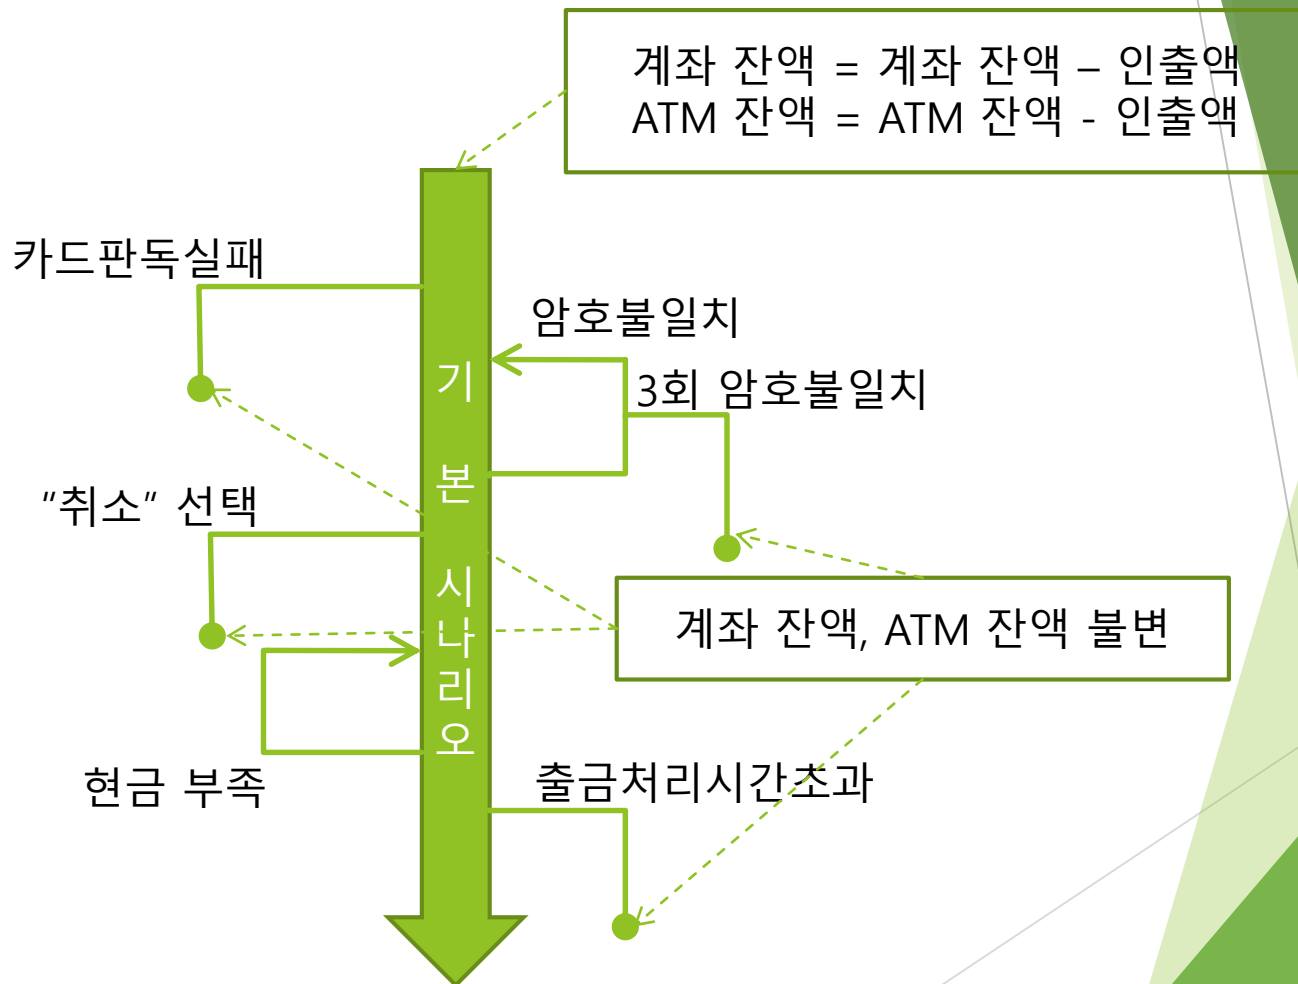 계좌 잔액 = 계좌 잔액 – 인출액
ATM 잔액 = ATM 잔액 - 인출액
카드판독실패
암호불일치
3회 암호불일치
기 본 시나리오
“취소” 선택
계좌 잔액, ATM 잔액 불변
현금 부족
출금처리시간초과